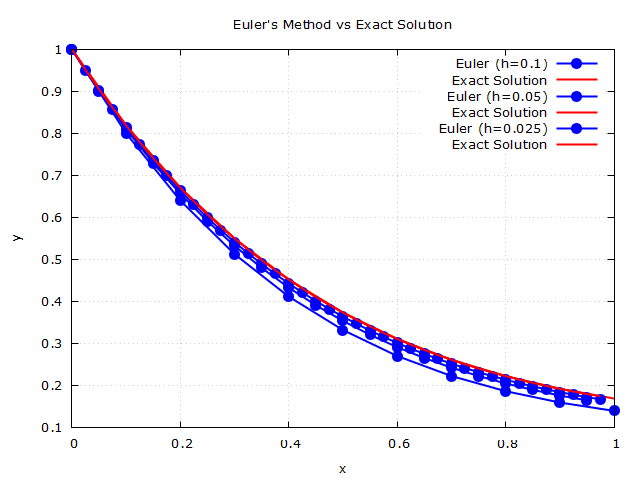 Euler's Method vs Exact Solution
Euler (h=0.1)
Exact Solution
Euler (h=0.05)
Exact Solution
Euler (h=0.025)
Exact Solution
y
1
0.9
0.8
0.7
0.6
0.5
0.4
0.3
0.2
0.1
0 0.2 0.4 0.6 0.8 1
x